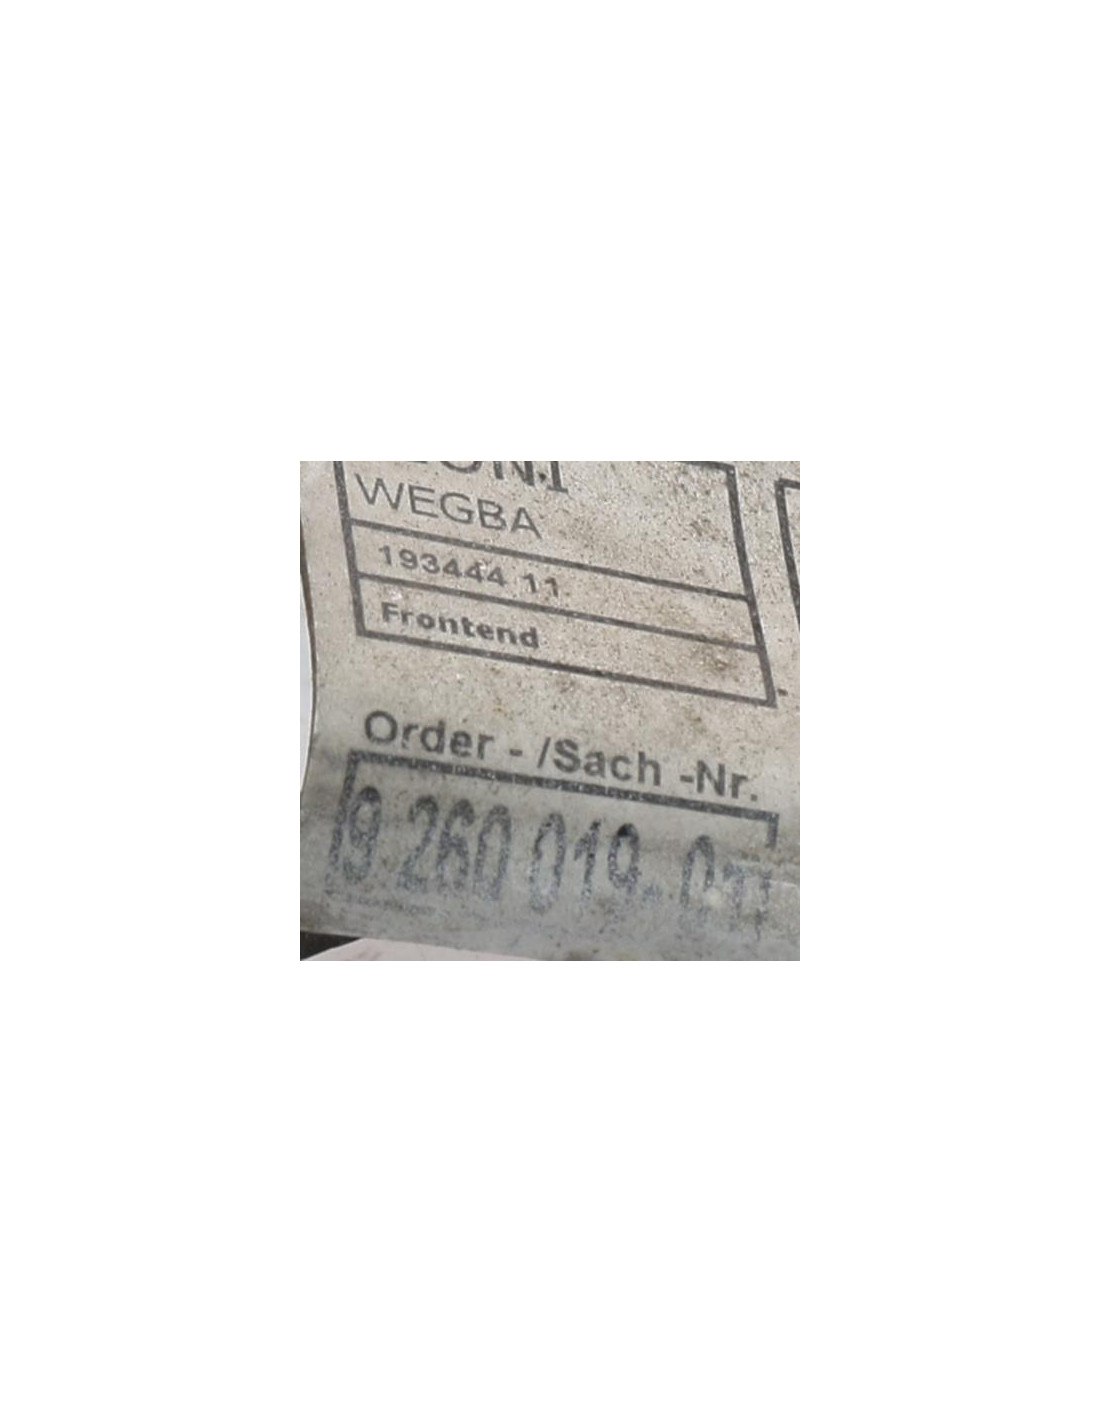 WEGBA
193444 11
Frontend
Order - /Sach -Nr.
9 260 019